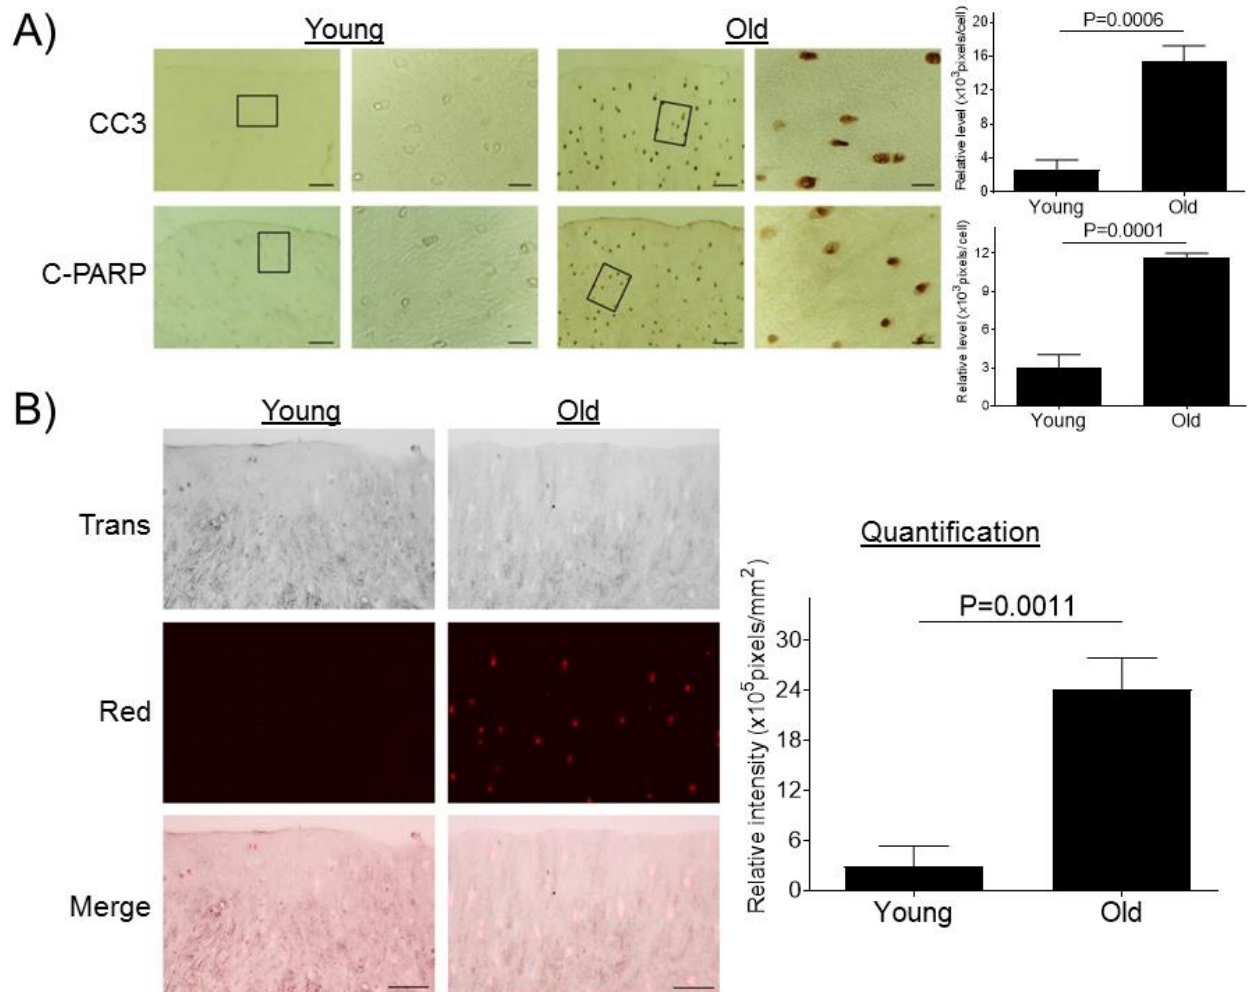 A)
Young
Old
CC3
C-PARP
Relative level (x10³pixels/cell)
20
16
12
8
4
0
P=0.0006
Young
Old
Relative level (x10³pixels/cell)
12
9
6
3
0
P=0.0001
Young
Old
B)
Young
Old
Trans
Red
Merge
Quantification
Relative intensity (x10⁵pixels/mm²)
30
24
18
12
6
0
P=0.0011
Young
Old